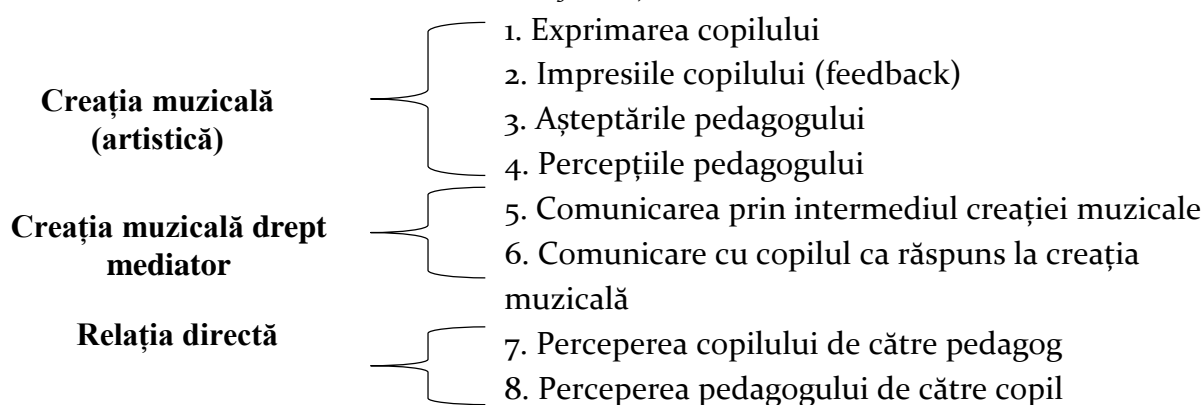 1. Exprimarea copilului
2. Impresiile copilului (feedback)
3. Așteptările pedagogului
4. Percepțiile pedagogului
Creația muzicală
(artistică)
5. Comunicarea prin intermediul creației muzicale
6. Comunicare cu copilul ca răspuns la creația
muzicală
Creația muzicală drept
mediator
7. Perceperea copilului de către pedagog
8. Perceperea pedagogului de către copil
Relația directă